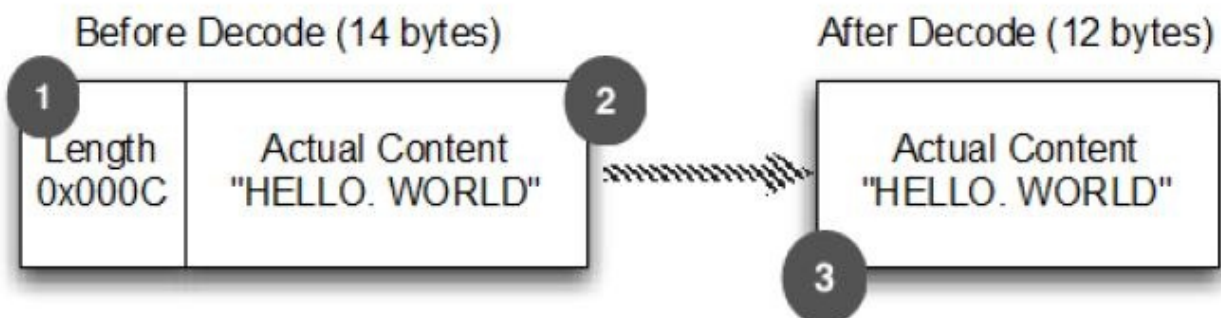 Before Decode (14 bytes)
After Decode (12 bytes)
1
2
Length
0x000C
Actual Content
"HELLO. WORLD"
Actual Content
"HELLO. WORLD"
3